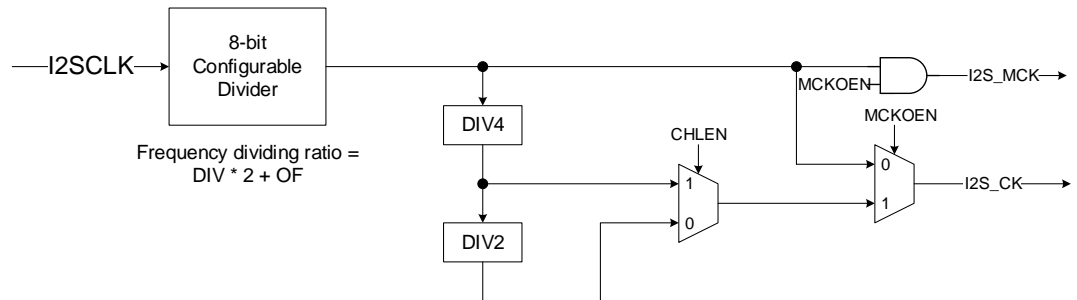 I2SCLK
8-bit
Configurable
Divider
Frequency dividing ratio =
DIV * 2 + OF
DIV4
DIV2
CHLEN
1
0
MCKOEN
I2S_MCK
MCKOEN
0
1
I2S_CK